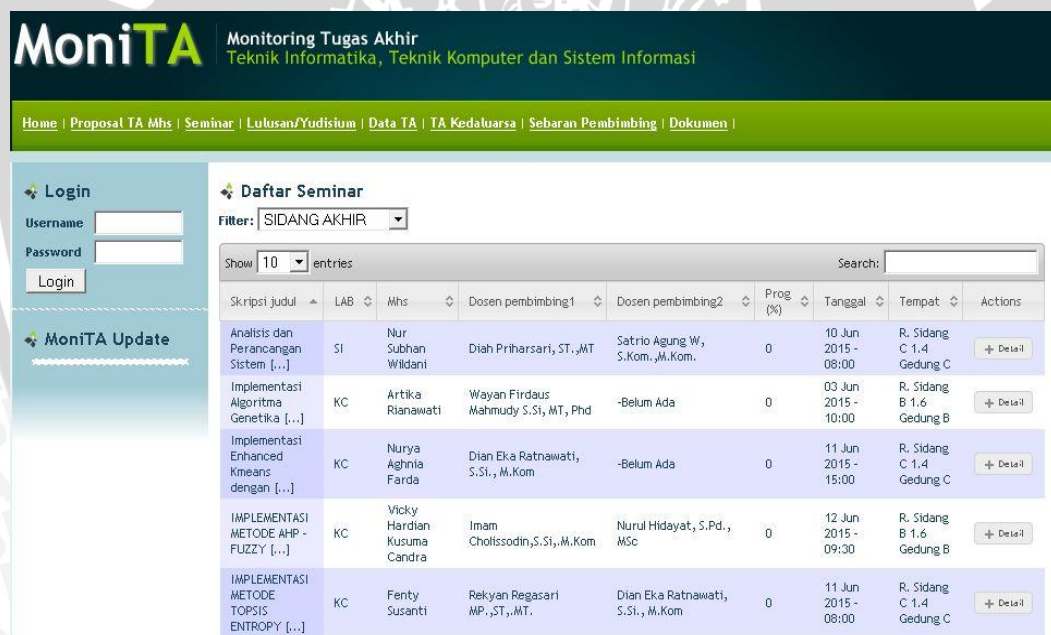 MoniTA
Monitoring Tugas Akhir
Teknik Informatika, Teknik Komputer dan Sistem Informasi
Home | Proposal TA Mhs | Seminar | Lulusan/Yudisium | Data TA | TA Kedaluarsa | Sebaran Pembimbing | Dokumen |
Login
Username
Password
Login
MoniTA Update
Daftar Seminar
Filter: SIDANG AKHIR
Show 10 entries Search:
Skripsi judul LAB Mhs Dosen pembimbing1 Dosen pembimbing2 Prog (%) Tanggal Tempat Actions
Analisis dan Perancangan Sistem [...] SI Nur Subhan Wildani Diah Priharsari, ST.,MT Satrio Agung W, S.Kom.,M.Kom. 0 10 Jun 2015 - 08:00 R. Sidang C 1.4 Gedung C + Detail
Implementasi Algoritma Genetika [...] KC Artika Rianawati Wayan Firdaus Mahmudy S.Si, MT, Phd -Belum Ada 0 03 Jun 2015 - 10:00 R. Sidang B 1.6 Gedung B + Detail
Implementasi Enhanced Kmeans dengan [...] KC Nurya Aghnia Farda Dian Eka Ratnawati, S.Si., M.Kom -Belum Ada 0 11 Jun 2015 - 15:00 R. Sidang C 1.4 Gedung C + Detail
IMPLEMENTASI METODE AHP - FUZZY [...] KC Vicky Hardian Kusuma Candra Imam Cholissodin,S.Si,.M.Kom Nurul Hidayat, S.Pd., MSc 0 12 Jun 2015 - 09:30 R. Sidang B 1.6 Gedung B + Detail
IMPLEMENTASI METODE TOPSIS ENTROPY [...] KC Fenty Susanti Rekyan Regasari MP.,ST,.MT. Dian Eka Ratnawati, S.Si., M.Kom 0 11 Jun 2015 - 08:00 R. Sidang C 1.4 Gedung C + Detail